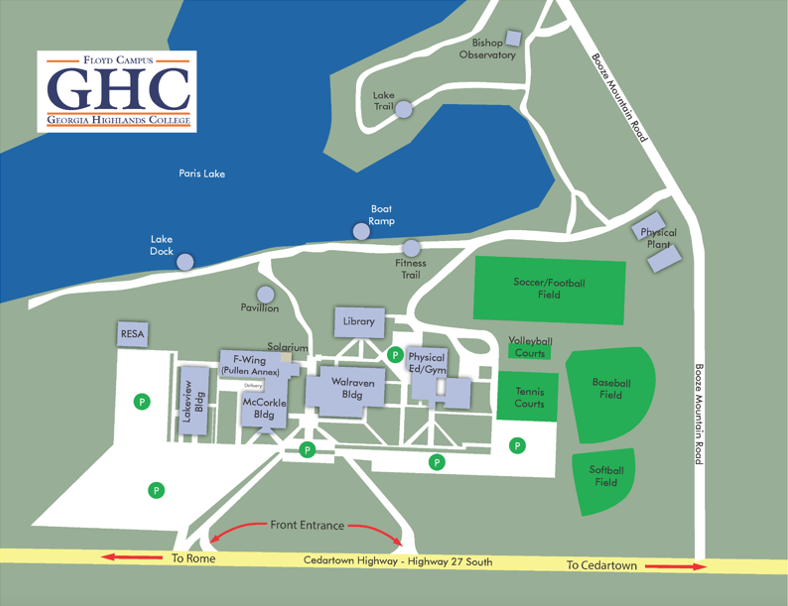 FLOYD CAMPUS
GHC
GEORGIA HIGHLANDS COLLEGE
Bishop
Observatory
Booze Mountain Road
Lake
Trail
Paris Lake
Boat
Ramp
Lake
Dock
Physical
Plant
Fitness
Trail
Soccer/Football
Field
Pavillion
Library
RESA
Solarium
Volleyball
Courts
P
F-Wing
(Pullen Annex)
Physical
Ed/Gym
Delivery
Walraven
Bldg
Baseball
Field
Tennis
Courts
Lakeview
Bldg
McCorkle
Bldg
P
Booze Mountain Road
P
P
P
P
Softball
Field
P
Front Entrance
To Rome
Cedartown Highway - Highway 27 South
To Cedartown